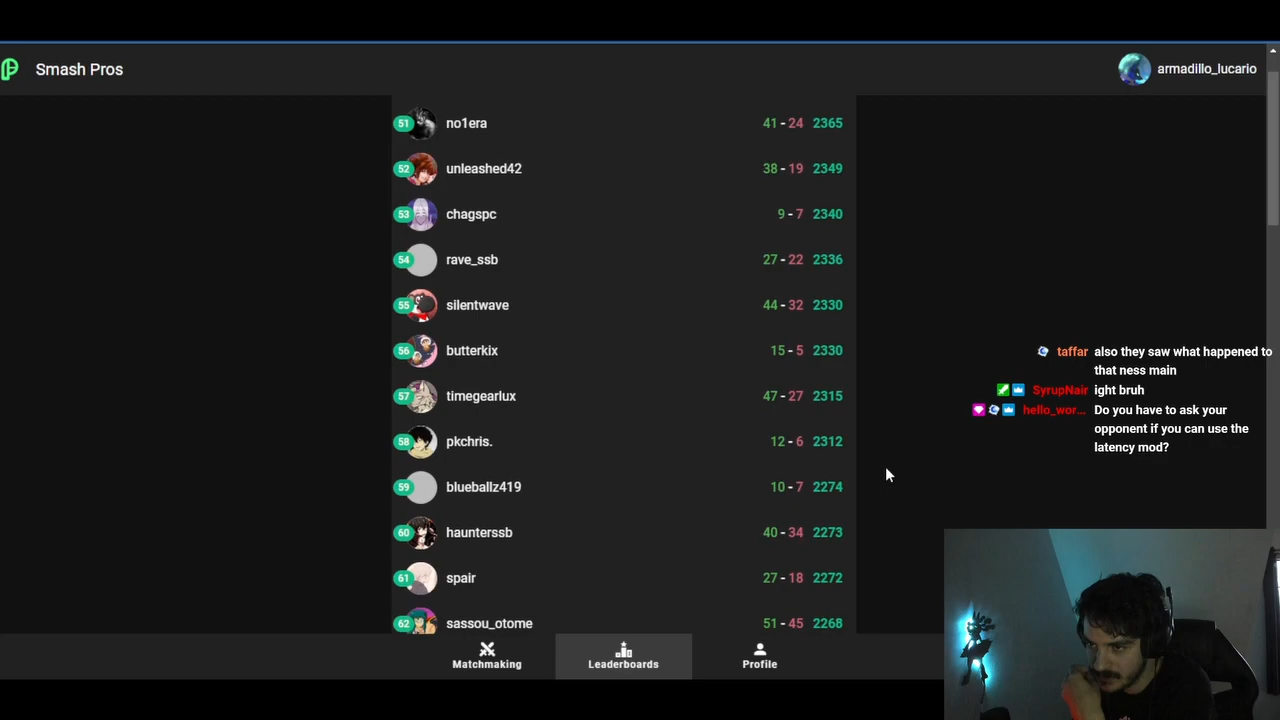 Smash Pros
armadillo_lucario
51 no1era 41 - 24 2365
52 unleashed42 38 - 19 2349
53 chagspc 9 - 7 2340
54 rave_ssb 27 - 22 2336
55 silentwave 44 - 32 2330
56 butterkix 15 - 5 2330
57 timegearlux 47 - 27 2315
58 pkchris. 12 - 6 2312
59 blueballz419 10 - 7 2274
60 haunterssb 40 - 34 2273
61 spair 27 - 18 2272
62 sassou_otome 51 - 45 2268
taffar also they saw what happened to
that ness main
SyrupNair ight bruh
hello_wor... Do you have to ask your
opponent if you can use the
latency mod?
Matchmaking
Leaderboards
Profile